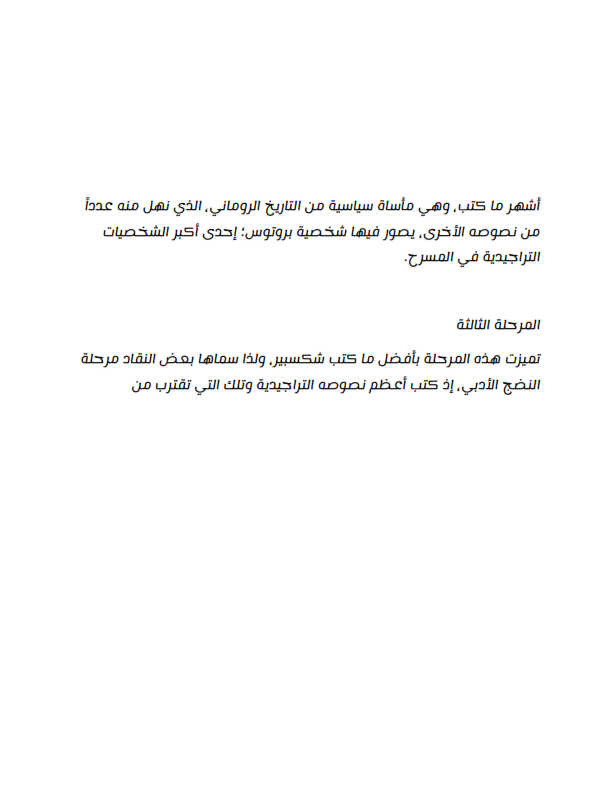 أشهر ما كتب، وهي مأساة سياسية من التاريخ الروماني، الذي نهل منه عدداً
من نصوصه الأخرى، يصور فيها شخصية بروتوس؛ إحدى أكبر الشخصيات
التراجيدية في المسرح.
المرحلة الثالثة
تميزت هذه المرحلة بأفضل ما كتب شكسبير، ولذا سماها بعض النقاد مرحلة
النضج الأدبي، إذ كتب أعظم نصوصه التراجيدية وتلك التي تقترب من